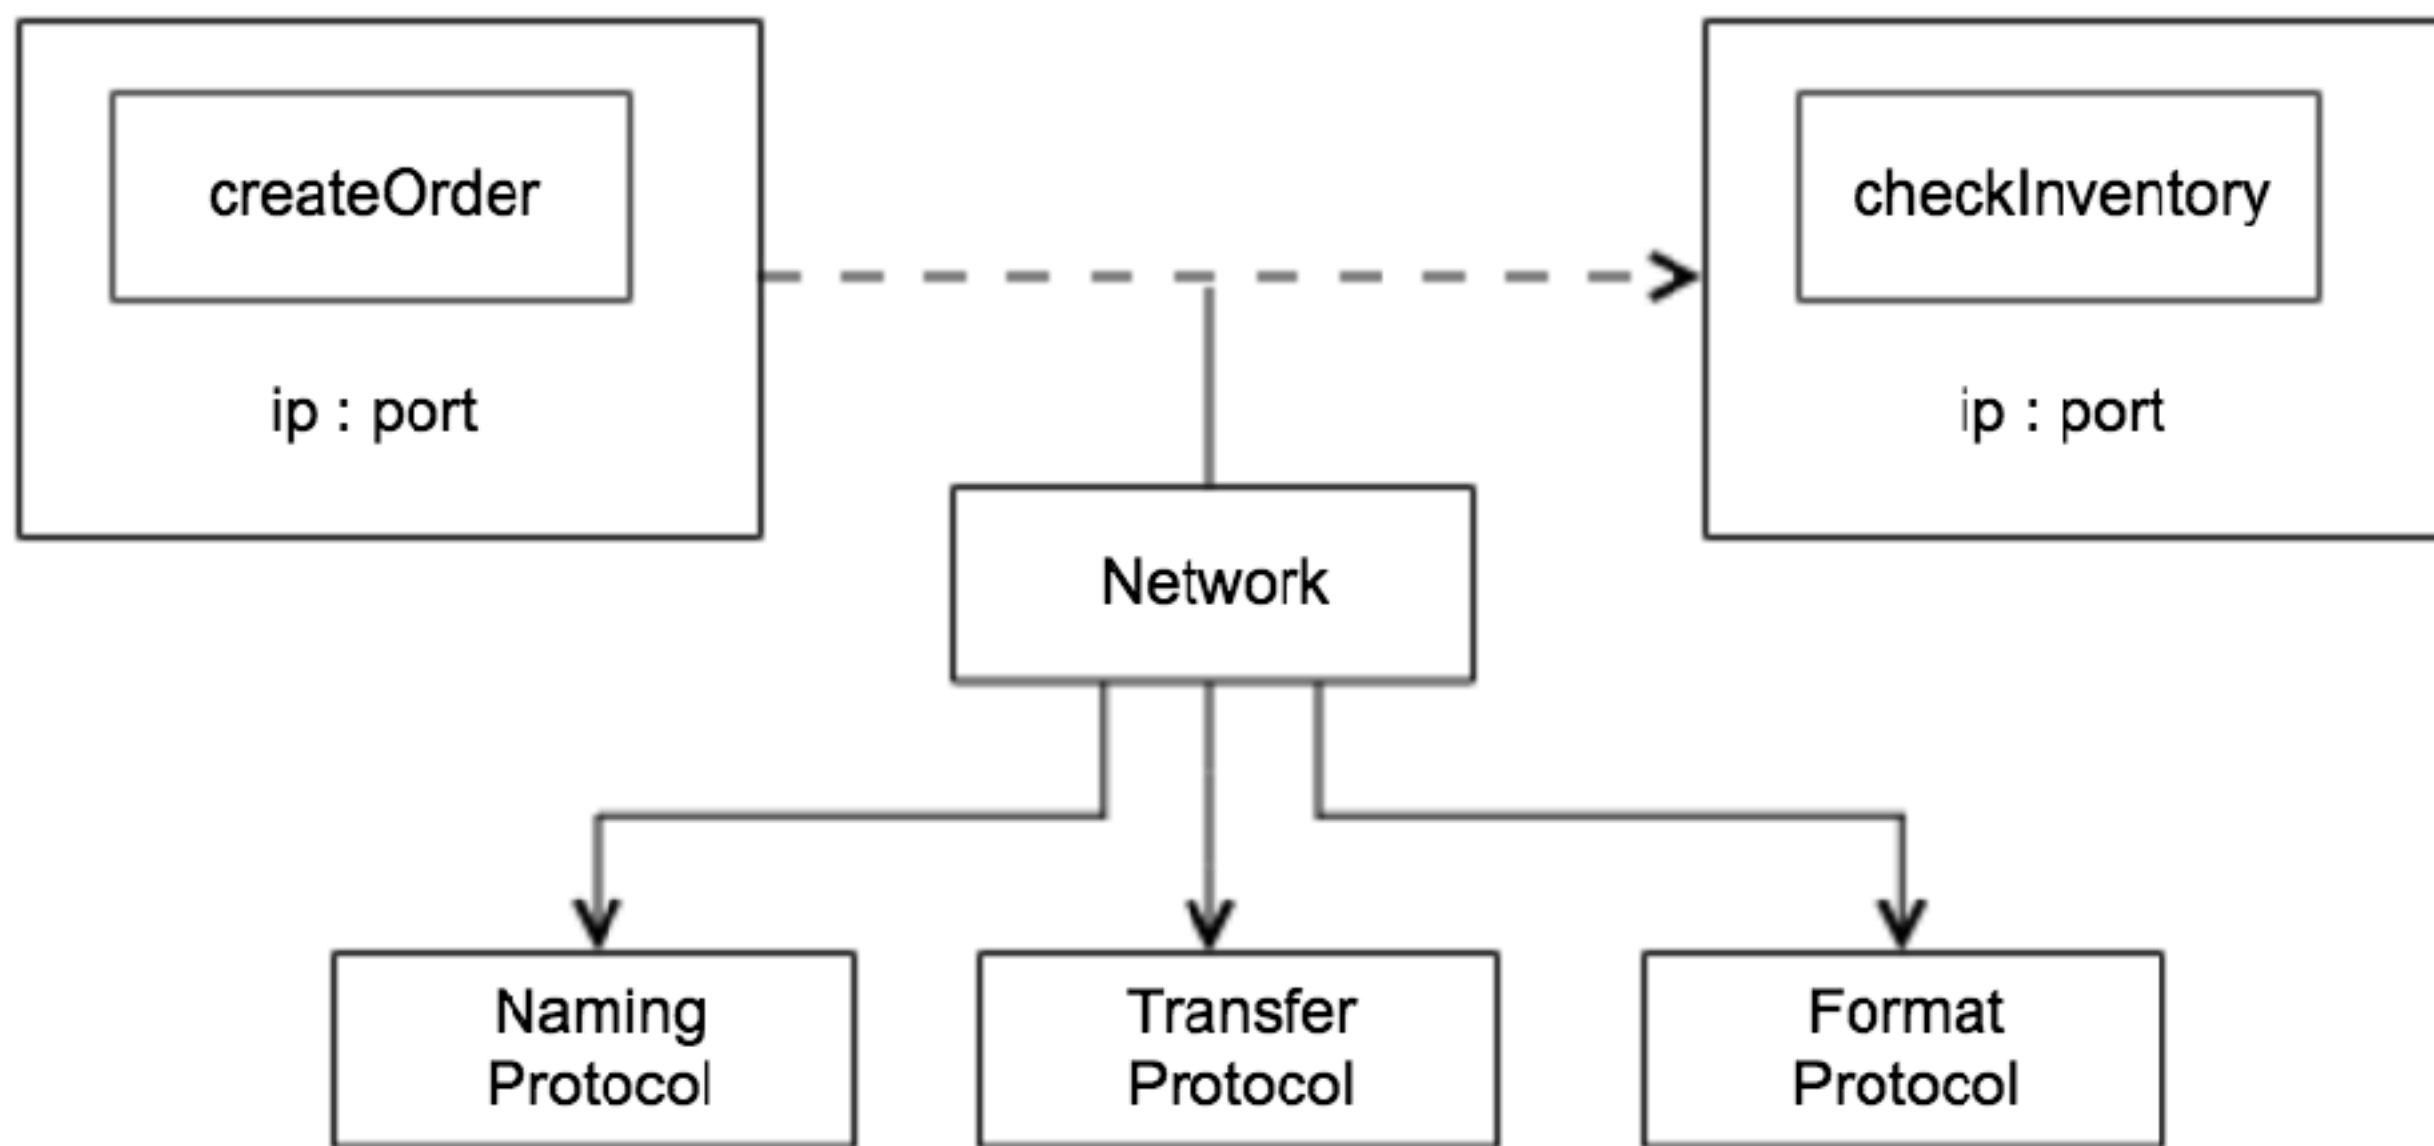 createOrder
checkInventory
ip : port
ip : port
Network
Naming
Protocol
Transfer
Protocol
Format
Protocol